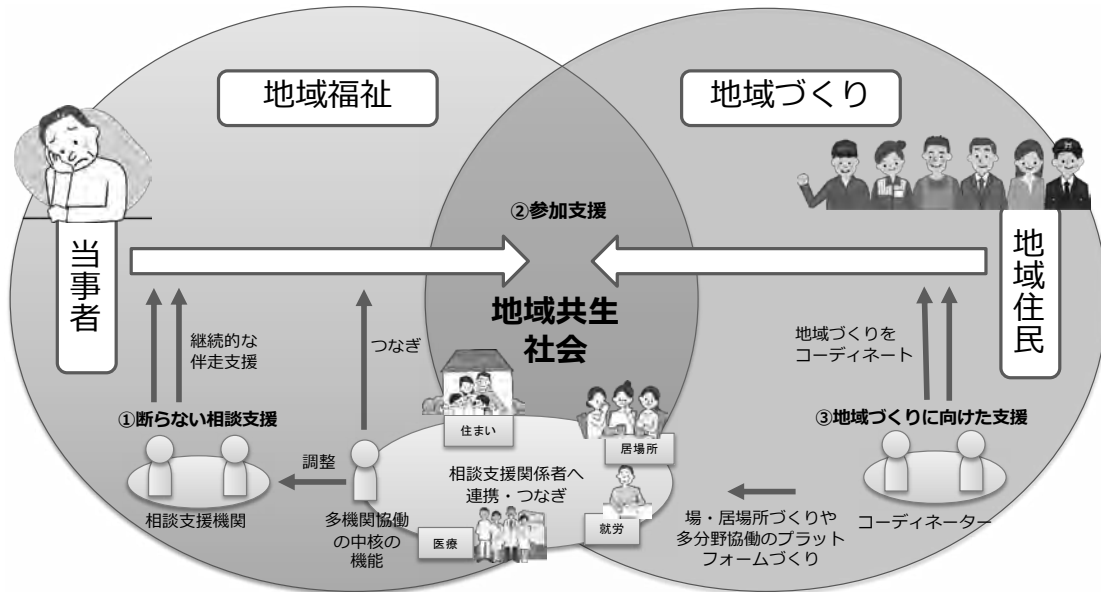 地域福祉
地域づくり
②参加支援
当事者
地域住民
地域共生
社会
継続的な
伴走支援
つなぎ
地域づくりを
コーディネート
①断らない相談支援
③地域づくりに向けた支援
住まい
居場所
調整
相談支援関係者へ
連携・つなぎ
相談支援機関
多機関協働
の中核の
機能
医療
就労
場・居場所づくりや
多分野協働のプラット
フォームづくり
コーディネーター